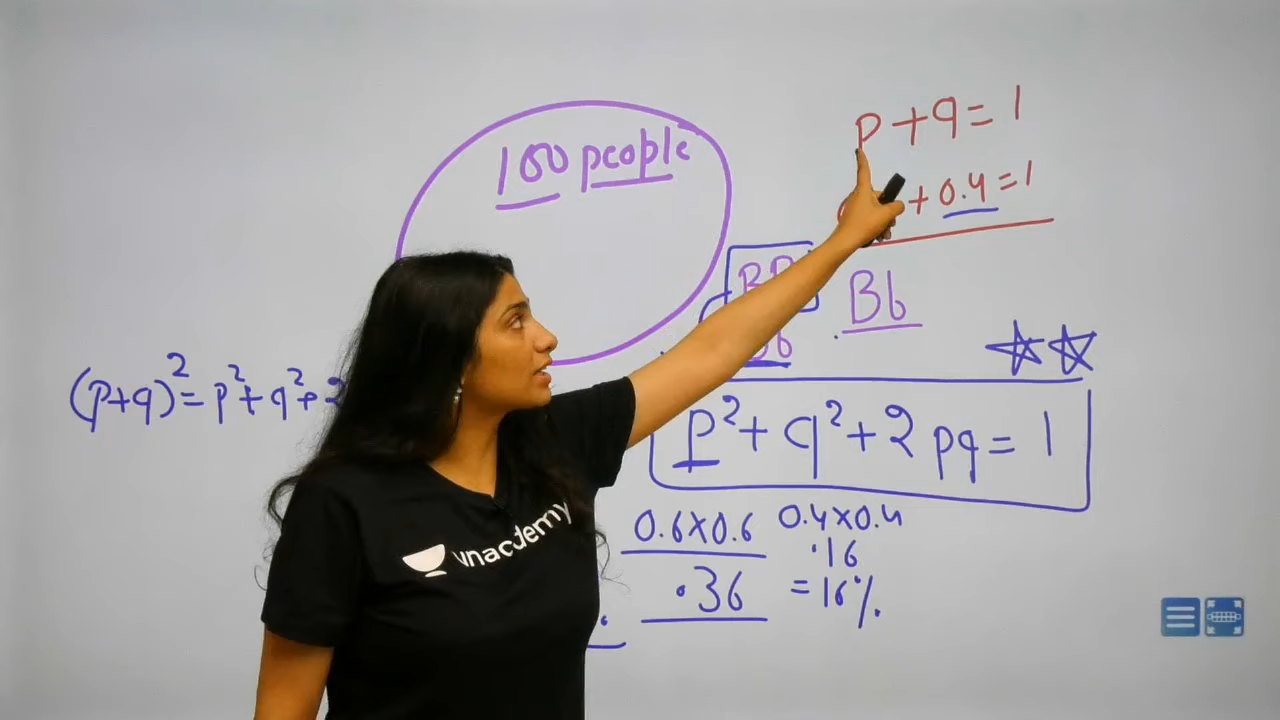 100 people
p + q = 1
+ 0.4 = 1
Bb
Bb
(p+q)² = p² + q² + 2
p² + q² + 2pq = 1
0.6×0.6
0.4×0.4
.36
.16
= 16%.
unacademy